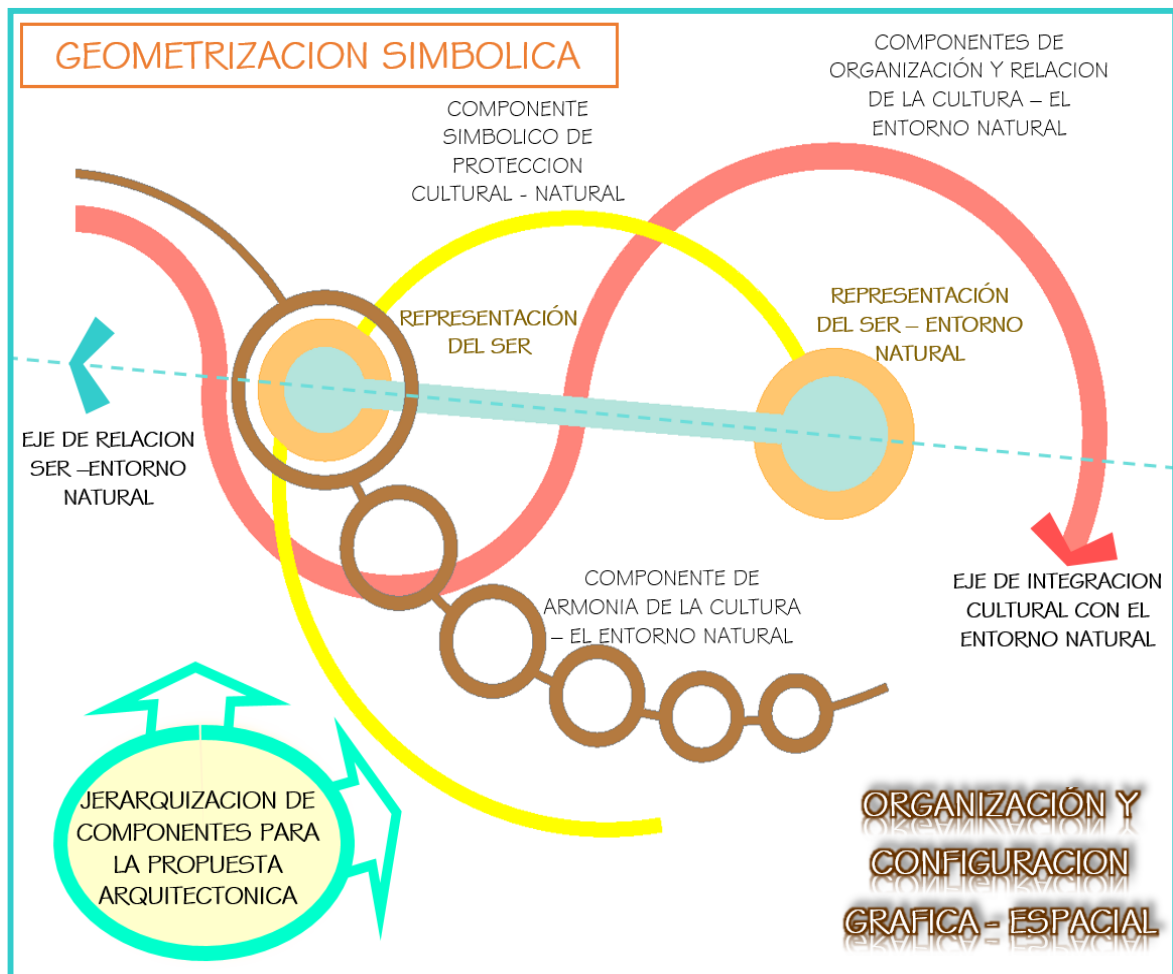 GEOMETRIZACION SIMBOLICA
COMPONENTES DE
ORGANIZACIÓN Y RELACION
DE LA CULTURA – EL
ENTORNO NATURAL
COMPONENTE
SIMBOLICO DE
PROTECCION
CULTURAL - NATURAL
REPRESENTACIÓN
DEL SER
REPRESENTACIÓN
DEL SER – ENTORNO
NATURAL
EJE DE RELACION
SER –ENTORNO
NATURAL
COMPONENTE DE
ARMONIA DE LA CULTURA
– EL ENTORNO NATURAL
EJE DE INTEGRACION
CULTURAL CON EL
ENTORNO NATURAL
JERARQUIZACION DE
COMPONENTES PARA
LA PROPUESTA
ARQUITECTONICA
ORGANIZACIÓN Y
CONFIGURACION
GRAFICA - ESPACIAL